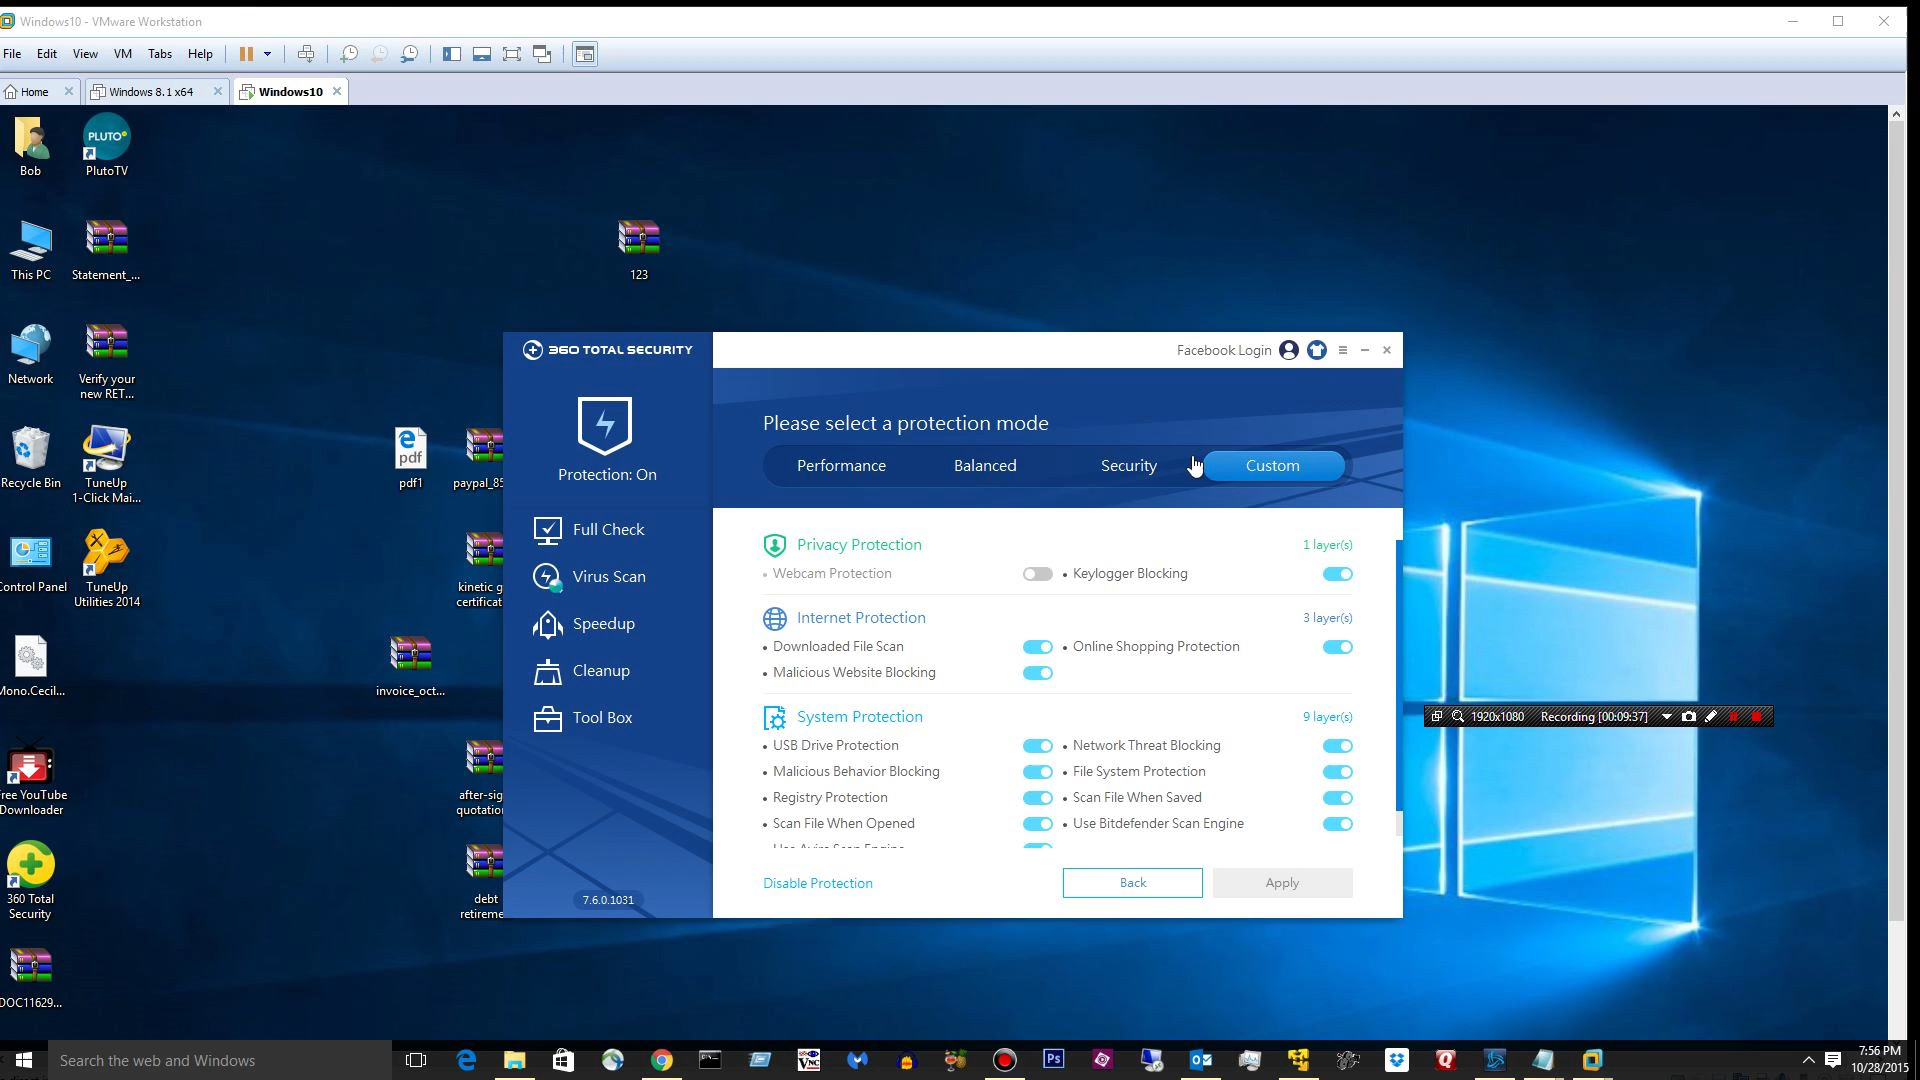 Windows10 - VMware Workstation
File Edit View VM Tabs Help
Home Windows 8.1 x64 Windows10
Bob
PLUTO
PlutoTV
This PC
Statement_...
123
Network
Verify your
new RET...
Recycle Bin
TuneUp
1-Click Mai...
pdf
pdf1
paypal_85
Control Panel
TuneUp
Utilities 2014
kinetic g
certificat
Mono.Cecil...
invoice_oct...
Free YouTube
Downloader
after-sig
quotatio
360 Total
Security
debt
retireme
DOC11629...
360 TOTAL SECURITY
Protection: On
Full Check
Virus Scan
Speedup
Cleanup
Tool Box
7.6.0.1031
Facebook Login
Please select a protection mode
Performance Balanced Security Custom
Privacy Protection 1 layer(s)
• Webcam Protection • Keylogger Blocking
Internet Protection 3 layer(s)
• Downloaded File Scan • Online Shopping Protection
• Malicious Website Blocking
System Protection 9 layer(s)
• USB Drive Protection • Network Threat Blocking
• Malicious Behavior Blocking • File System Protection
• Registry Protection • Scan File When Saved
• Scan File When Opened • Use Bitdefender Scan Engine
Use Avira Scan Engine
Disable Protection Back Apply
1920x1080 Recording [00:09:37]
Search the web and Windows
VNC
Ps
7:56 PM
10/28/2015